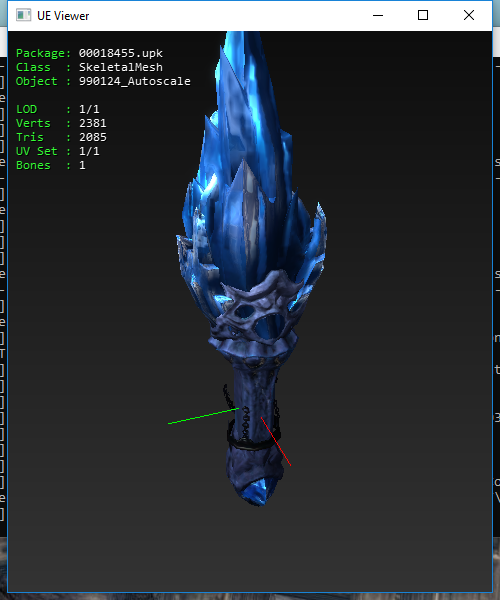 UE Viewer
Package: 00018455.upk
Class : SkeletalMesh
Object : 990124_Autoscale
LOD : 1/1
Verts : 2381
Tris : 2085
UV Set : 1/1
Bones : 1